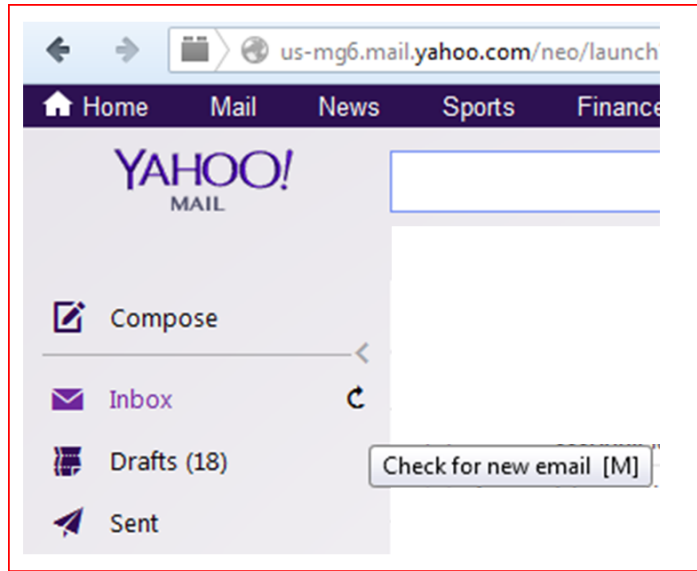 us-mg6.mail.yahoo.com/neo/launch
Home Mail News Sports Finance
YAHOO!
MAIL
Compose
Inbox
Drafts (18)
Check for new email [M]
Sent